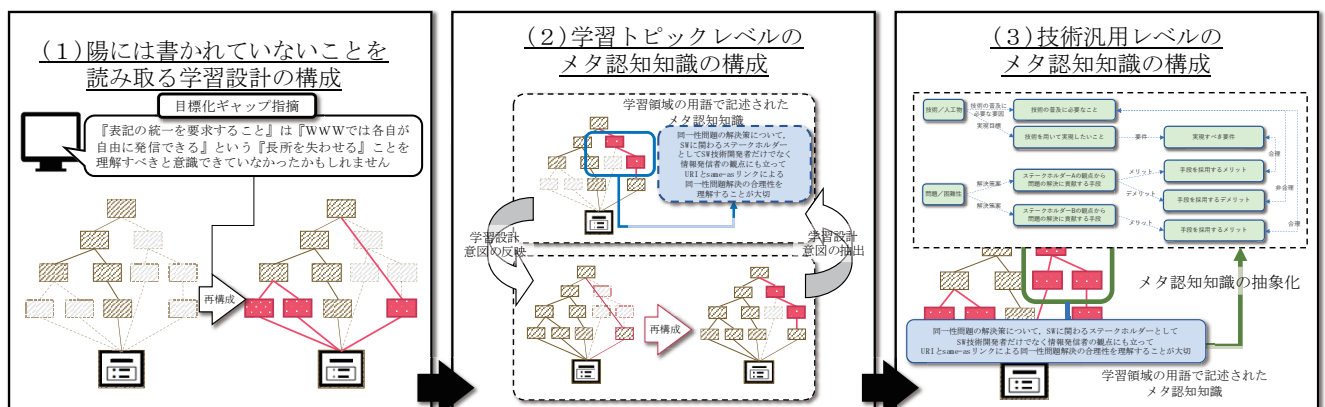 (1)陽には書かれていないことを
読み取る学習設計の構成
目標化ギャップ指摘
『表記の統一を要求すること』は『WWWでは各自が
自由に発信できる』という『長所を失わせる』ことを
理解すべきと意識できていなかったかもしれません
再構成
(2)学習トピックレベルの
メタ認知知識の構成
学習領域の用語で記述された
メタ認知知識
同一性問題の解決策について,
SWに関わるステークホルダー
としてSW技術開発者だけでなく
情報発信者の観点にも立って
URIとsame-asリンクによる
同一性問題解決の合理性を
理解することが大切
学習設計
意図の反映
学習設計
意図の抽出
再構成
(3)技術汎用レベルの
メタ認知知識の構成
技術/人工物
技術の普及に
必要な要因
技術の普及に必要なこと
実現目標
技術を用いて実現したいこと
要件
実現すべき要件
合理
非合理
問題/困難性
解決策案
ステークホルダーAの観点から
問題の解決に貢献する手段
メリット
手段を採用するメリット
デメリット
手段を採用するデメリット
解決策案
ステークホルダーBの観点から
問題の解決に貢献する手段
メリット
手段を採用するメリット
合理
メタ認知知識の抽象化
同一性問題の解決策について, SWに関わるステークホルダーとして
SW技術開発者だけでなく情報発信者の観点にも立って
URIとsame-asリンクによる同一性問題解決の合理性を理解することが大切
学習領域の用語で記述された
メタ認知知識